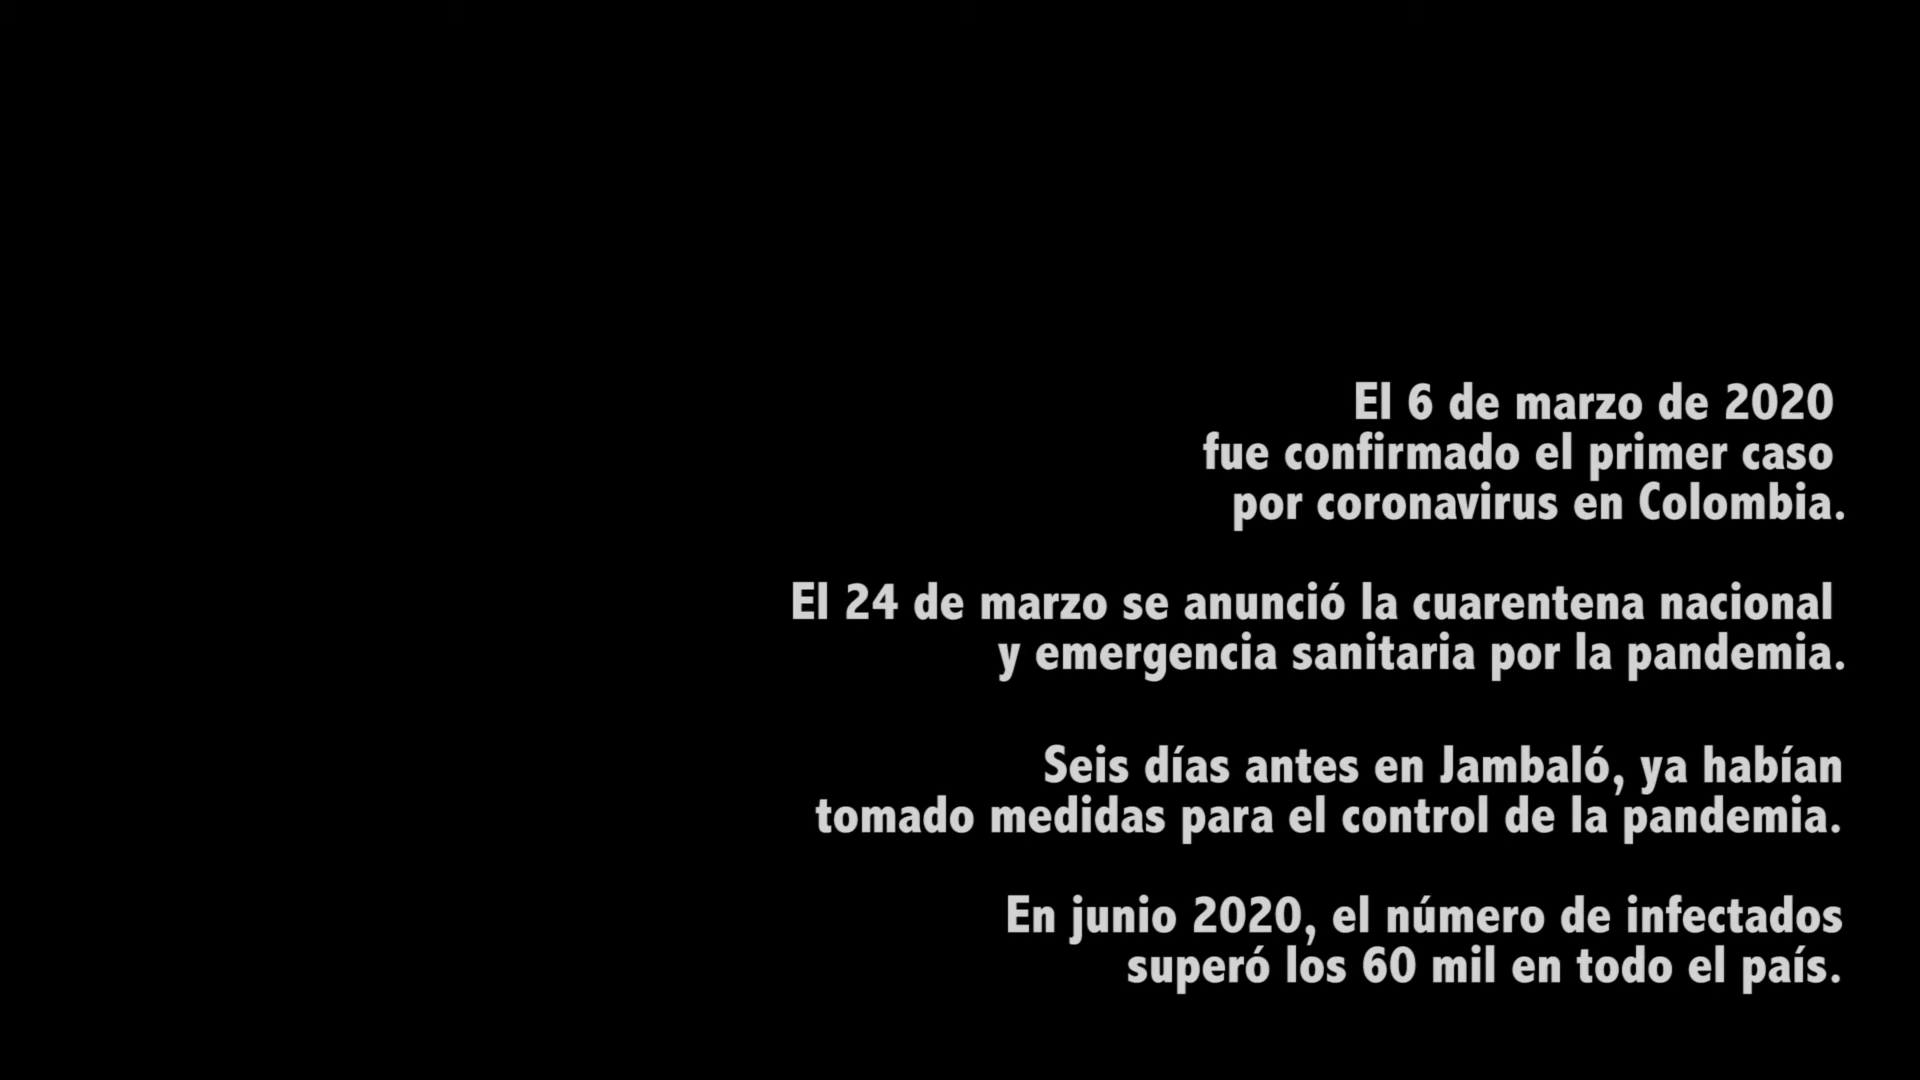 El 6 de marzo de 2020
fue confirmado el primer caso
por coronavirus en Colombia.
El 24 de marzo se anunció la cuarentena nacional
y emergencia sanitaria por la pandemia.
Seis días antes en Jambaló, ya habían
tomado medidas para el control de la pandemia.
En junio 2020, el número de infectados
superó los 60 mil en todo el país.